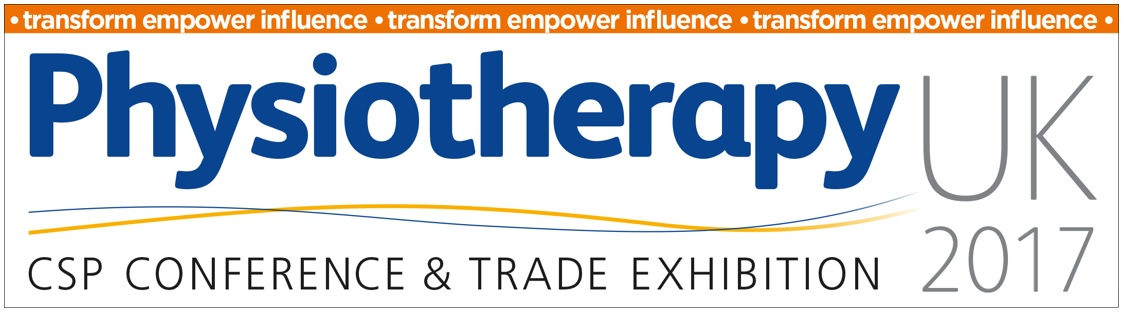 • transform empower influence • transform empower influence • transform empower influence •
Physiotherapy UK
CSP CONFERENCE & TRADE EXHIBITION 2017